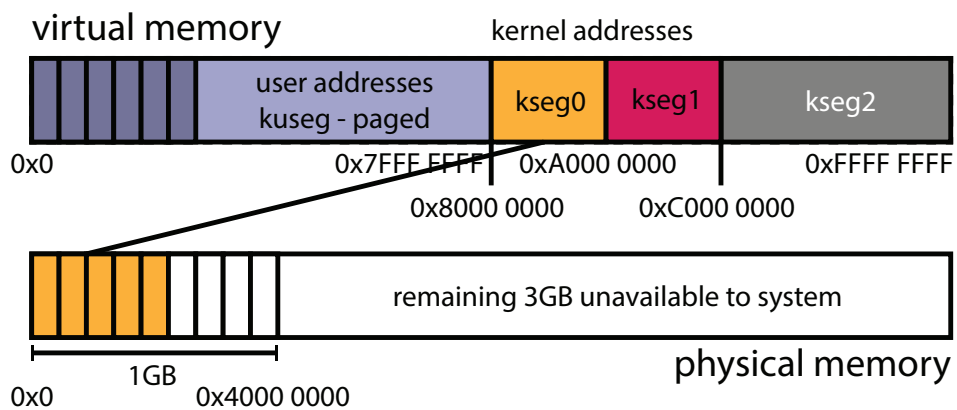 virtual memory
kernel addresses
user addresses
kuseg - paged
kseg0
kseg1
kseg2
0x0
0x7FFF FFFF
0xA000 0000
0xFFFF FFFF
0x8000 0000
0xC000 0000
remaining 3GB unavailable to system
1GB
physical memory
0x0
0x4000 0000